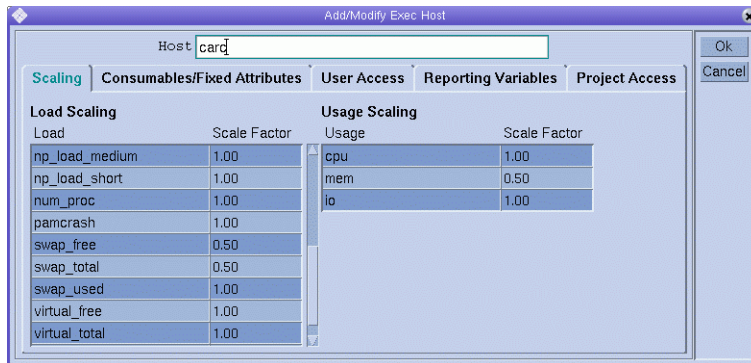 Add/Modify Exec Host
Host carc
Ok
Cancel
Scaling Consumables/Fixed Attributes User Access Reporting Variables Project Access
Load Scaling Usage Scaling
Load Scale Factor Usage Scale Factor
np_load_medium 1.00 cpu 1.00
np_load_short 1.00 mem 0.50
num_proc 1.00 io 1.00
pamcrash 1.00
swap_free 0.50
swap_total 0.50
swap_used 1.00
virtual_free 1.00
virtual_total 1.00